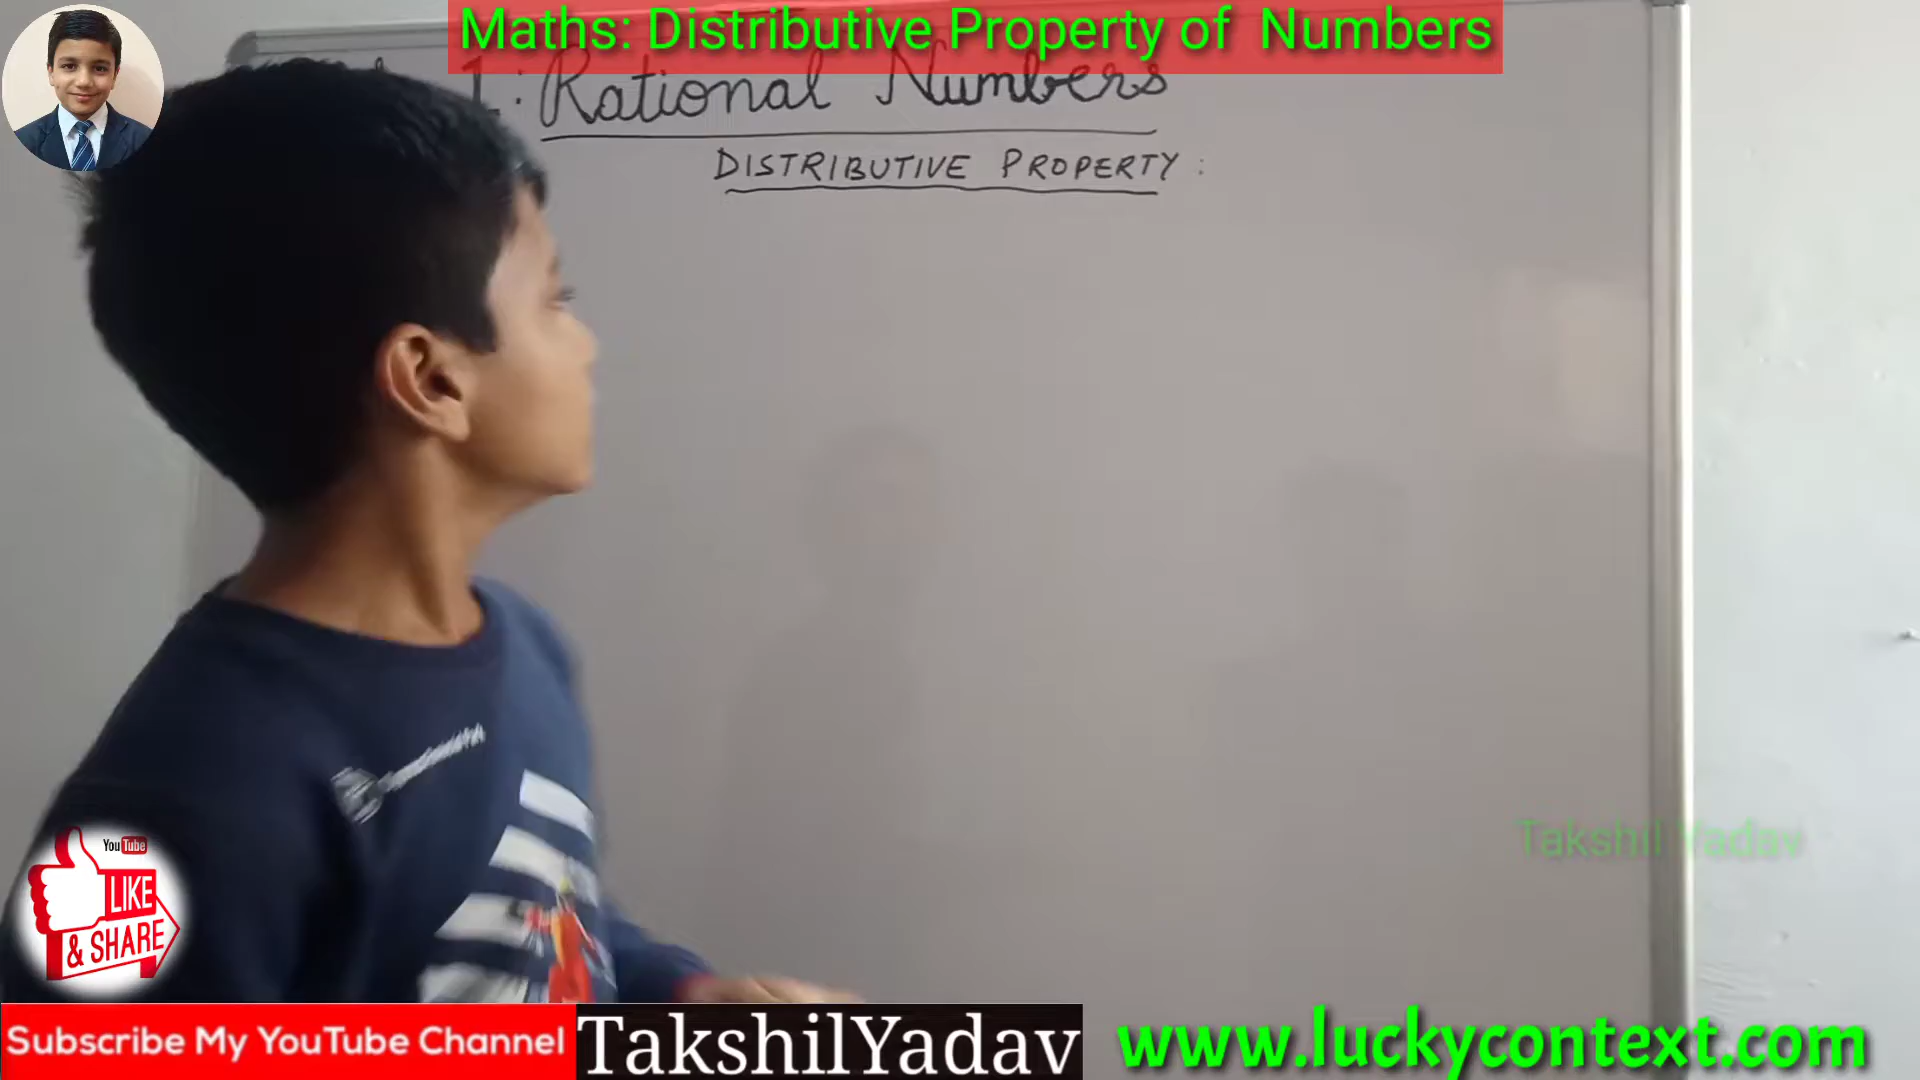 Maths: Distributive Property of Numbers
1: Rational Numbers
DISTRIBUTIVE PROPERTY:
Takshil Yadav
YouTube
LIKE
& SHARE
Subscribe My YouTube Channel
TakshilYadav
www.luckycontext.com